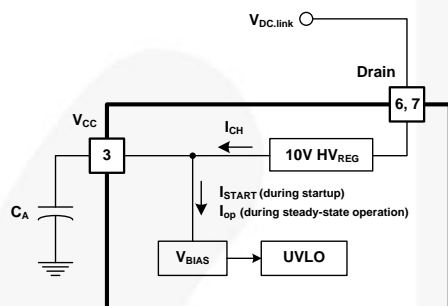 VDC.link
Drain
6, 7
VCC
3
ICH
10V HVREG
CA
ISTART (during startup)
Iop (during steady-state operation)
VBIAS
UVLO